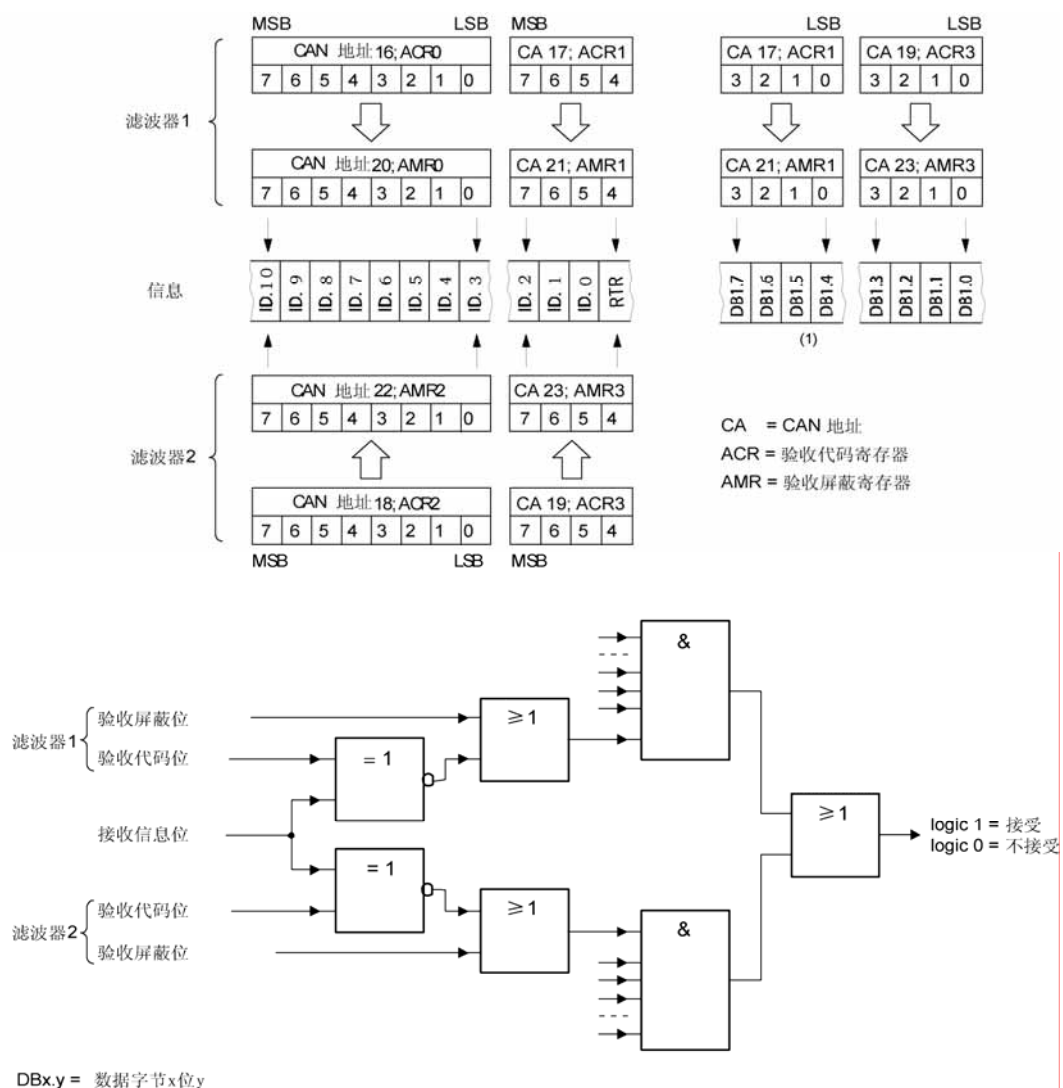 MSB LSB MSB LSB LSB
CAN 地址16;ACR0 CA 17; ACR1 CA 17; ACR1 CA 19; ACR3
7 6 5 4 3 2 1 0 7 6 5 4 3 2 1 0 3 2 1 0
滤波器1
CAN 地址20;AMR0 CA 21; AMR1 CA 21; AMR1 CA 23; AMR3
7 6 5 4 3 2 1 0 7 6 5 4 3 2 1 0 3 2 1 0
信息
ID.10 ID.9 ID.8 ID.7 ID.6 ID.5 ID.4 ID.3 ID.2 ID.1 ID.0 RTR DB1.7 DB1.6 DB1.5 DB1.4 DB1.3 DB1.2 DB1.1 DB1.0
(1)
CAN 地址22;AMR2 CA 23; AMR3
7 6 5 4 3 2 1 0 7 6 5 4
滤波器2
CAN 地址18;ACR2 CA 19; ACR3
7 6 5 4 3 2 1 0 7 6 5 4
MSB LSB MSB
CA = CAN 地址
ACR = 验收代码寄存器
AMR = 验收屏蔽寄存器
&
滤波器1
验收屏蔽位
≥1
验收代码位
= 1
接收信息位
≥1
logic 1 = 接受
logic 0 = 不接受
= 1
滤波器2
验收代码位
≥1
验收屏蔽位
&
DBx.y = 数据字节x位y